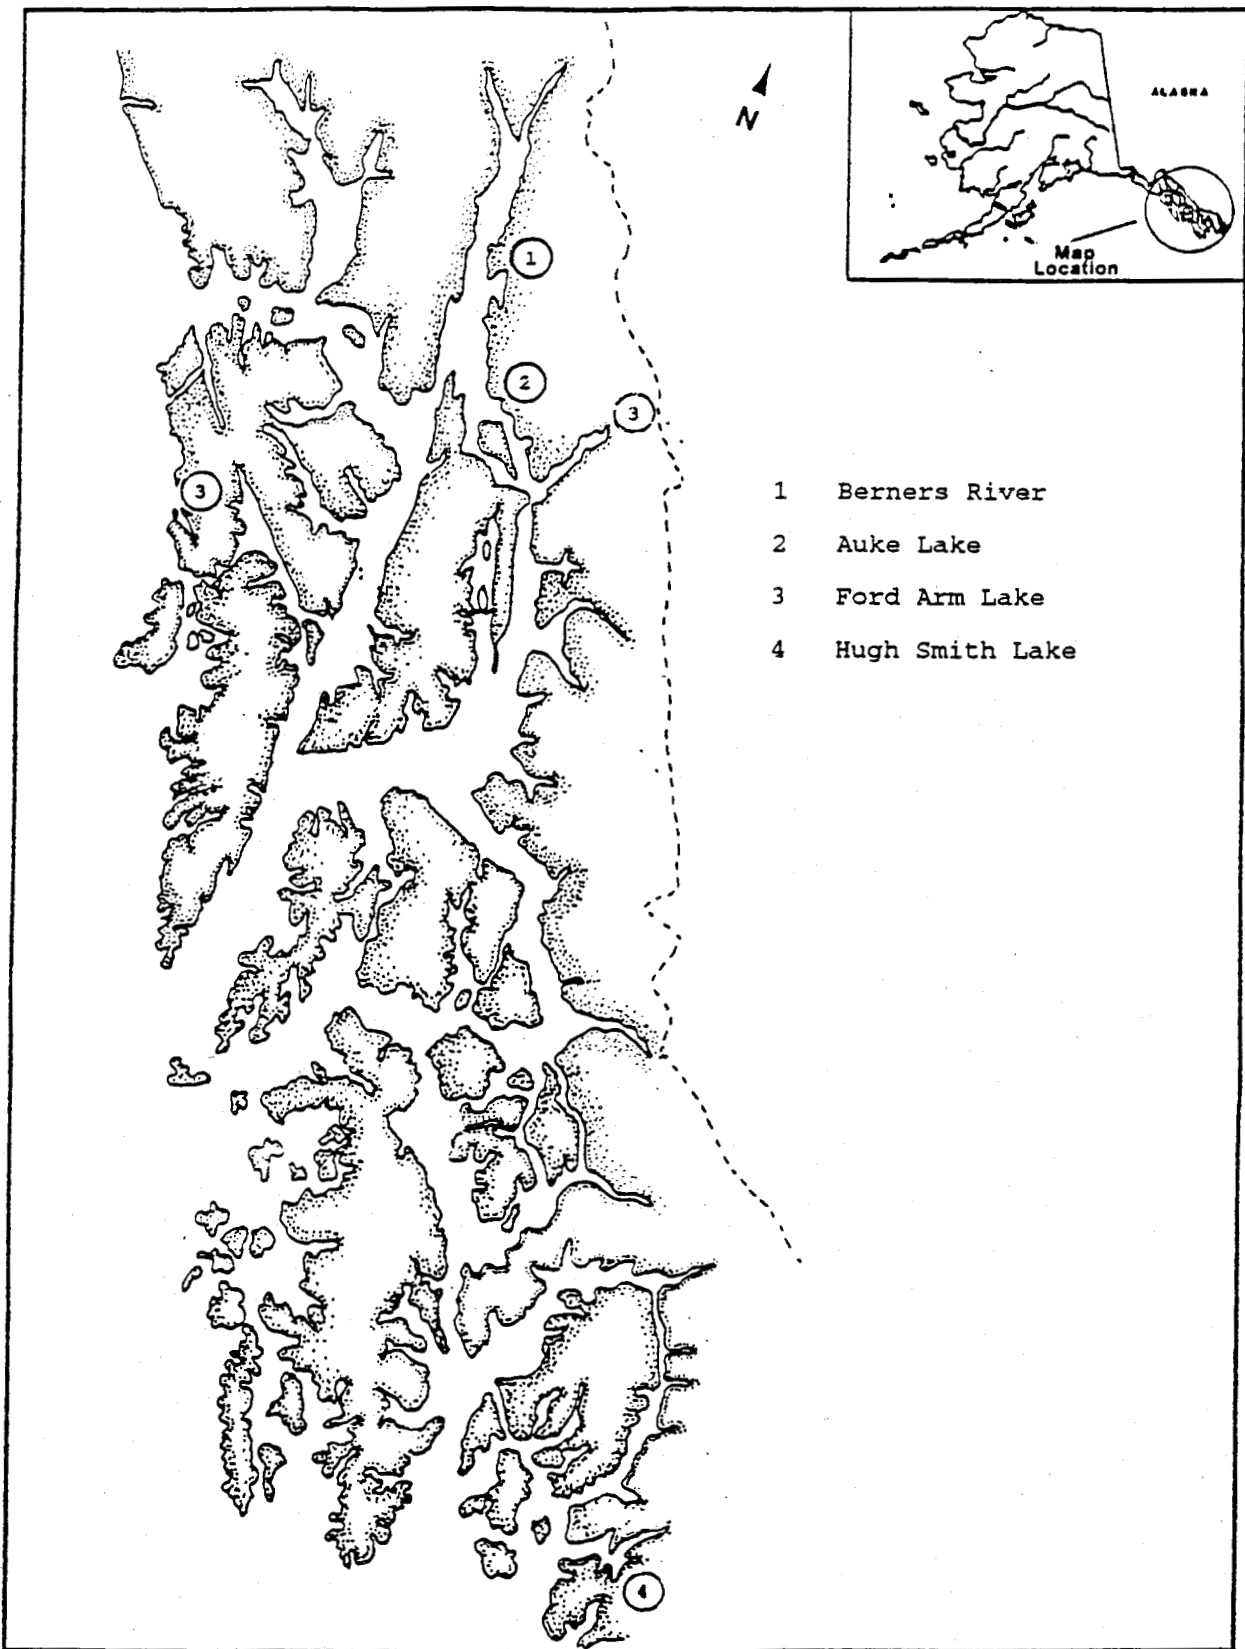 N
ALASKA
Map
Location
1
2
3
3
1 Berners River
2 Auke Lake
3 Ford Arm Lake
4 Hugh Smith Lake
4